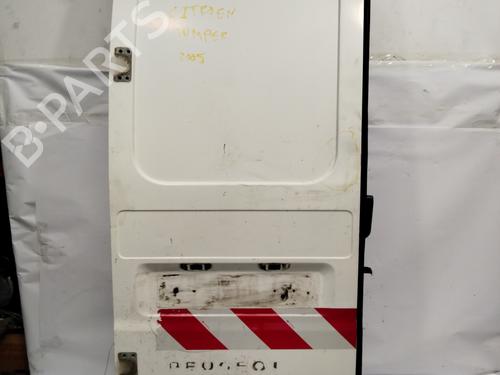 CITROEN
JUMPER
2005
B-PARTS
PEUGEOT